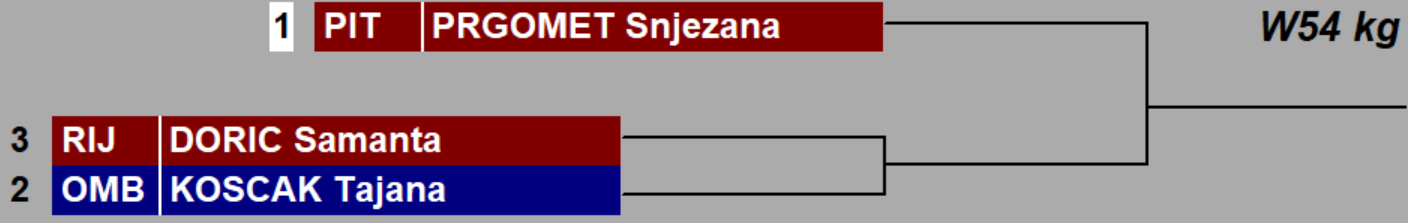 1 PIT PRGOMET Snjezana W54 kg
3 RIJ DORIC Samanta
2 OMB KOSCAK Tajana